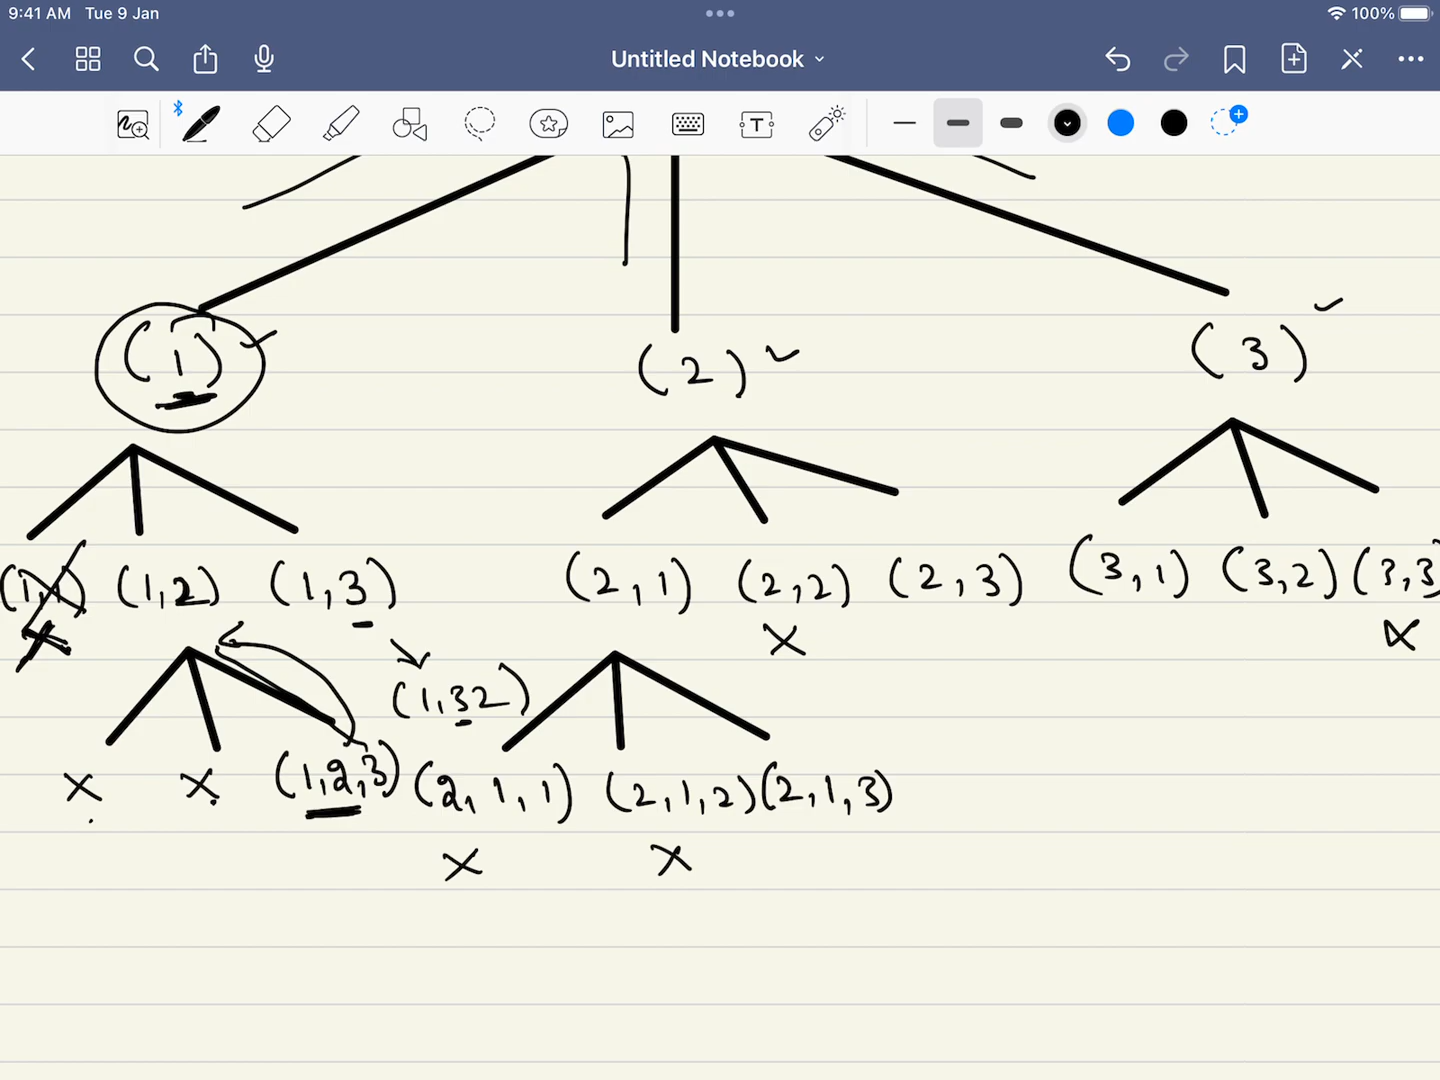 9:41 AM Tue 9 Jan 100%
Untitled Notebook
T
(1) (2) (3)
(1,1) (1,2) (1,3) (2,1) (2,2) (2,3) (3,1) (3,2) (3,3
x x x
(1,32)
x x (1,2,3) (2,1,1) (2,1,2) (2,1,3)
x x